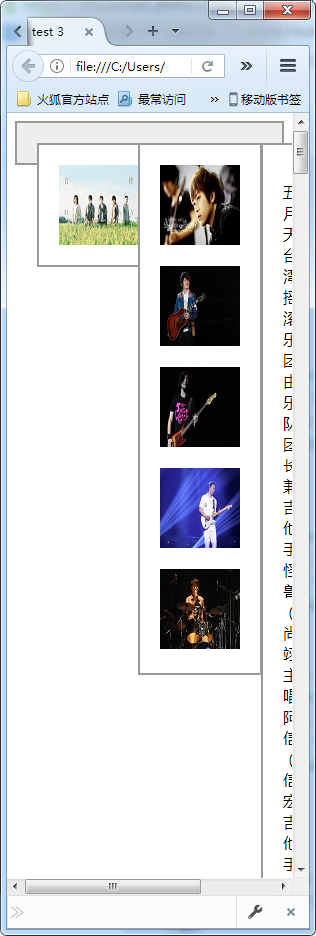 test 3
file:///C:/Users/
火狐官方站点
最常访问
移动版书签
五
月
天
台
湾
摇
滚
乐
团
由
乐
队
团
长
兼
吉
他
手
怪
兽
（
尚
翊
主
唱
阿
信
（
信
宏
吉
他
手